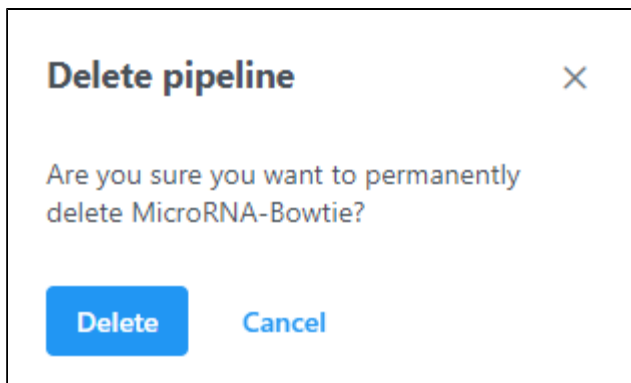 Delete pipeline
Are you sure you want to permanently
delete MicroRNA-Bowtie?
Delete
Cancel